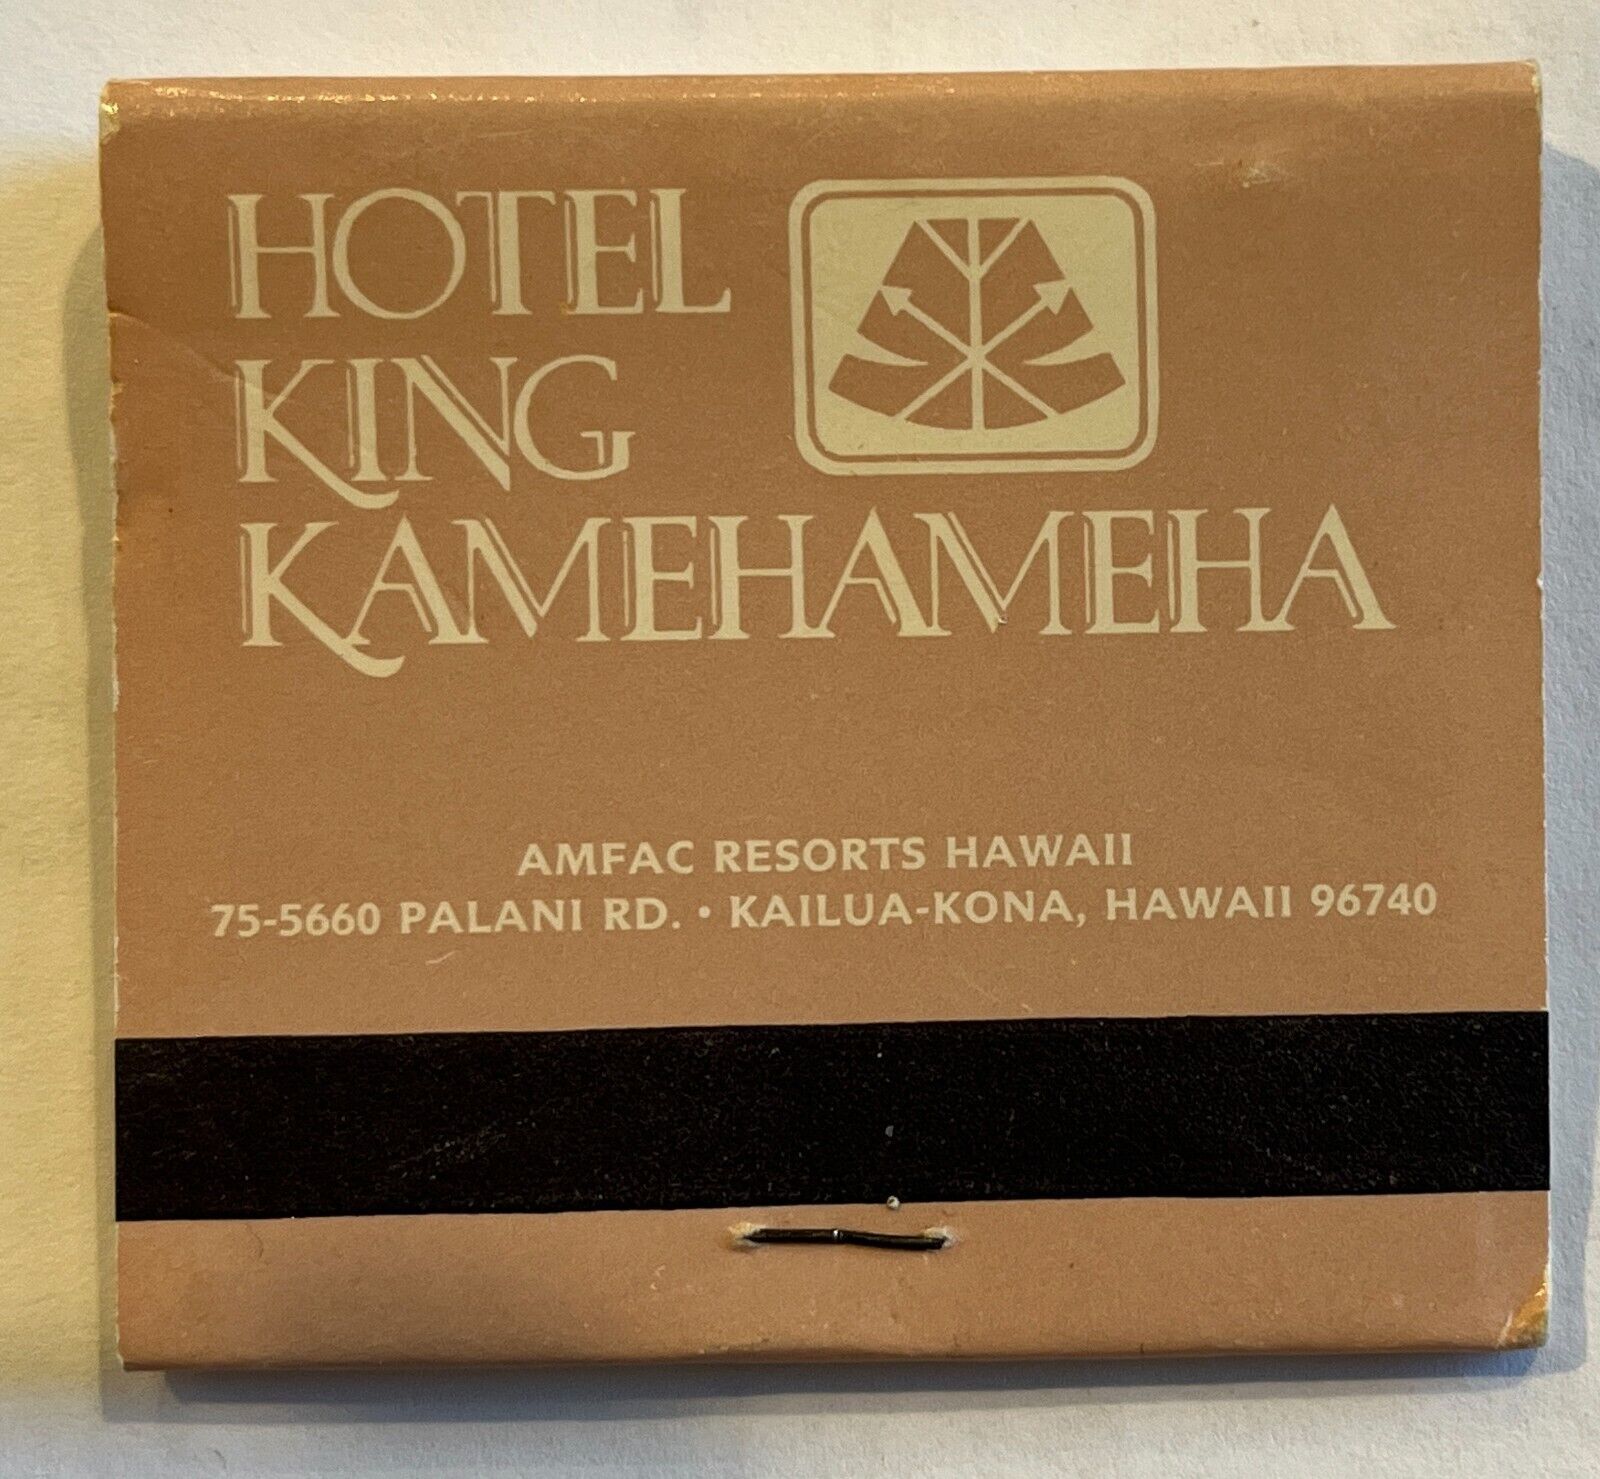 HOTEL
KING
KAMEHAMEHA
AMFAC RESORTS HAWAII
75-5660 PALANI RD. • KAILUA-KONA, HAWAII 96740